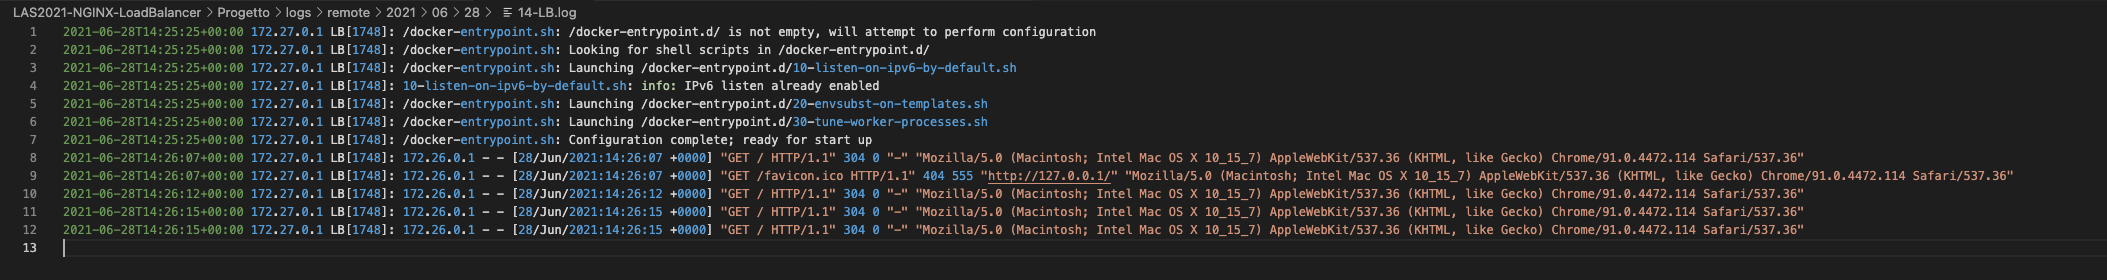 LAS2021-NGINX-LoadBalancer > Progetto > logs > remote > 2021 > 06 > 28 > 14-LB.log
1 2021-06-28T14:25:25+00:00 172.27.0.1 LB[1748]: /docker-entrypoint.sh: /docker-entrypoint.d/ is not empty, will attempt to perform configuration
2 2021-06-28T14:25:25+00:00 172.27.0.1 LB[1748]: /docker-entrypoint.sh: Looking for shell scripts in /docker-entrypoint.d/
3 2021-06-28T14:25:25+00:00 172.27.0.1 LB[1748]: /docker-entrypoint.sh: Launching /docker-entrypoint.d/10-listen-on-ipv6-by-default.sh
4 2021-06-28T14:25:25+00:00 172.27.0.1 LB[1748]: 10-listen-on-ipv6-by-default.sh: info: IPv6 listen already enabled
5 2021-06-28T14:25:25+00:00 172.27.0.1 LB[1748]: /docker-entrypoint.sh: Launching /docker-entrypoint.d/20-envsubst-on-templates.sh
6 2021-06-28T14:25:25+00:00 172.27.0.1 LB[1748]: /docker-entrypoint.sh: Launching /docker-entrypoint.d/30-tune-worker-processes.sh
7 2021-06-28T14:25:25+00:00 172.27.0.1 LB[1748]: /docker-entrypoint.sh: Configuration complete; ready for start up
8 2021-06-28T14:26:07+00:00 172.27.0.1 LB[1748]: 172.26.0.1 - - [28/Jun/2021:14:26:07 +0000] "GET / HTTP/1.1" 304 0 "-" "Mozilla/5.0 (Macintosh; Intel Mac OS X 10_15_7) AppleWebKit/537.36 (KHTML, like Gecko) Chrome/91.0.4472.114 Safari/537.36"
9 2021-06-28T14:26:07+00:00 172.27.0.1 LB[1748]: 172.26.0.1 - - [28/Jun/2021:14:26:07 +0000] "GET /favicon.ico HTTP/1.1" 404 555 "http://127.0.0.1/" "Mozilla/5.0 (Macintosh; Intel Mac OS X 10_15_7) AppleWebKit/537.36 (KHTML, like Gecko) Chrome/91.0.4472.114 Safari/537.36"
10 2021-06-28T14:26:12+00:00 172.27.0.1 LB[1748]: 172.26.0.1 - - [28/Jun/2021:14:26:12 +0000] "GET / HTTP/1.1" 304 0 "-" "Mozilla/5.0 (Macintosh; Intel Mac OS X 10_15_7) AppleWebKit/537.36 (KHTML, like Gecko) Chrome/91.0.4472.114 Safari/537.36"
11 2021-06-28T14:26:15+00:00 172.27.0.1 LB[1748]: 172.26.0.1 - - [28/Jun/2021:14:26:15 +0000] "GET / HTTP/1.1" 304 0 "-" "Mozilla/5.0 (Macintosh; Intel Mac OS X 10_15_7) AppleWebKit/537.36 (KHTML, like Gecko) Chrome/91.0.4472.114 Safari/537.36"
12 2021-06-28T14:26:15+00:00 172.27.0.1 LB[1748]: 172.26.0.1 - - [28/Jun/2021:14:26:15 +0000] "GET / HTTP/1.1" 304 0 "-" "Mozilla/5.0 (Macintosh; Intel Mac OS X 10_15_7) AppleWebKit/537.36 (KHTML, like Gecko) Chrome/91.0.4472.114 Safari/537.36"
13